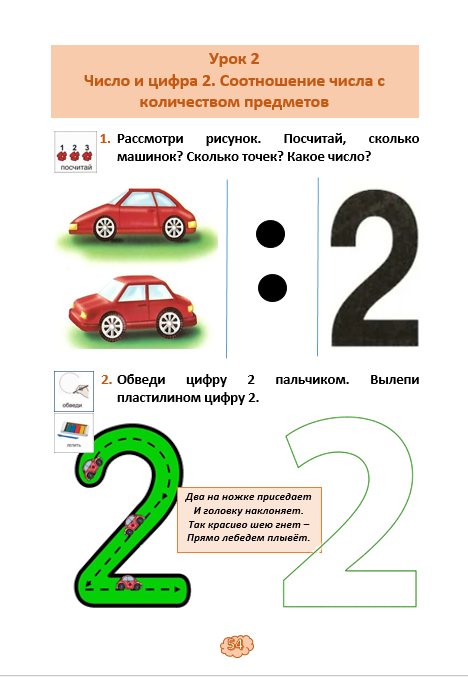 Урок 2
Число и цифра 2. Соотношение числа с
количеством предметов
1 2 3
посчитай
1. Рассмотри рисунок. Посчитай, сколько
машинок? Сколько точек? Какое число?
2
обведи
лепить
2. Обведи цифру 2 пальчиком. Вылепи
пластилином цифру 2.
2
2
Два на ножке приседает
И головку наклоняет.
Так красиво шею гнет –
Прямо лебедем плывёт.
54